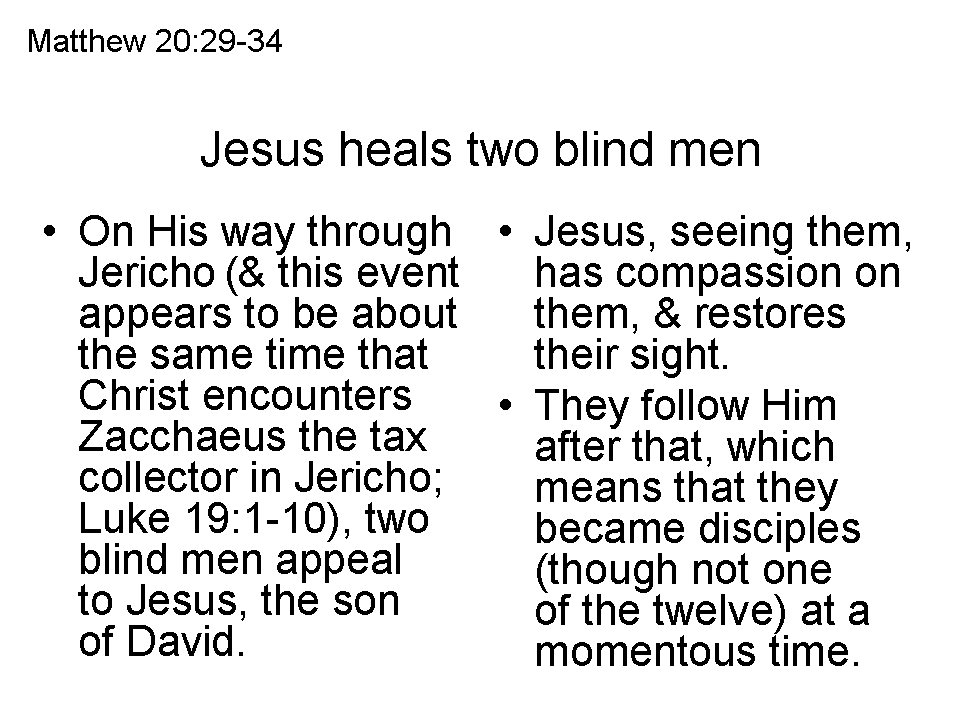 Matthew 20:29-34
Jesus heals two blind men
• On His way through
Jericho (& this event
appears to be about
the same time that
Christ encounters
Zacchaeus the tax
collector in Jericho;
Luke 19:1-10), two
blind men appeal
to Jesus, the son
of David.
• Jesus, seeing them,
has compassion on
them, & restores
their sight.
• They follow Him
after that, which
means that they
became disciples
(though not one
of the twelve) at a
momentous time.